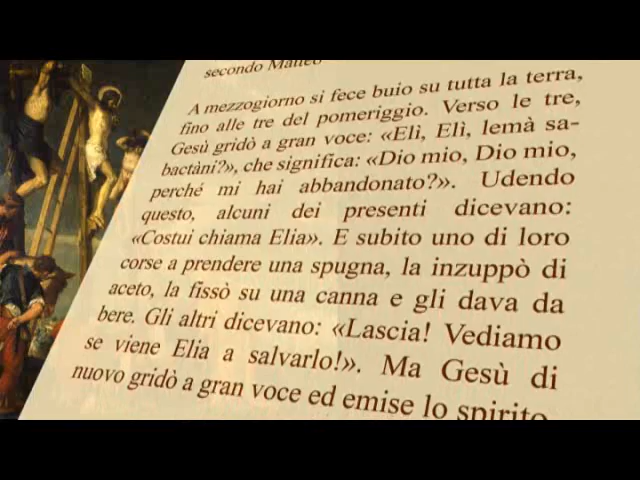 secondo Matteo
A mezzogiorno si fece buio su tutta la terra,
fino alle tre del pomeriggio. Verso le tre,
Gesù gridò a gran voce: «Elì, Elì, lemà sa-
bactàni?», che significa: «Dio mio, Dio mio,
perché mi hai abbandonato?». Udendo
questo, alcuni dei presenti dicevano:
«Costui chiama Elia». E subito uno di loro
corse a prendere una spugna, la inzuppò di
aceto, la fissò su una canna e gli dava da
bere. Gli altri dicevano: «Lascia! Vediamo
se viene Elia a salvarlo!». Ma Gesù di
nuovo gridò a gran voce ed emise lo spirito